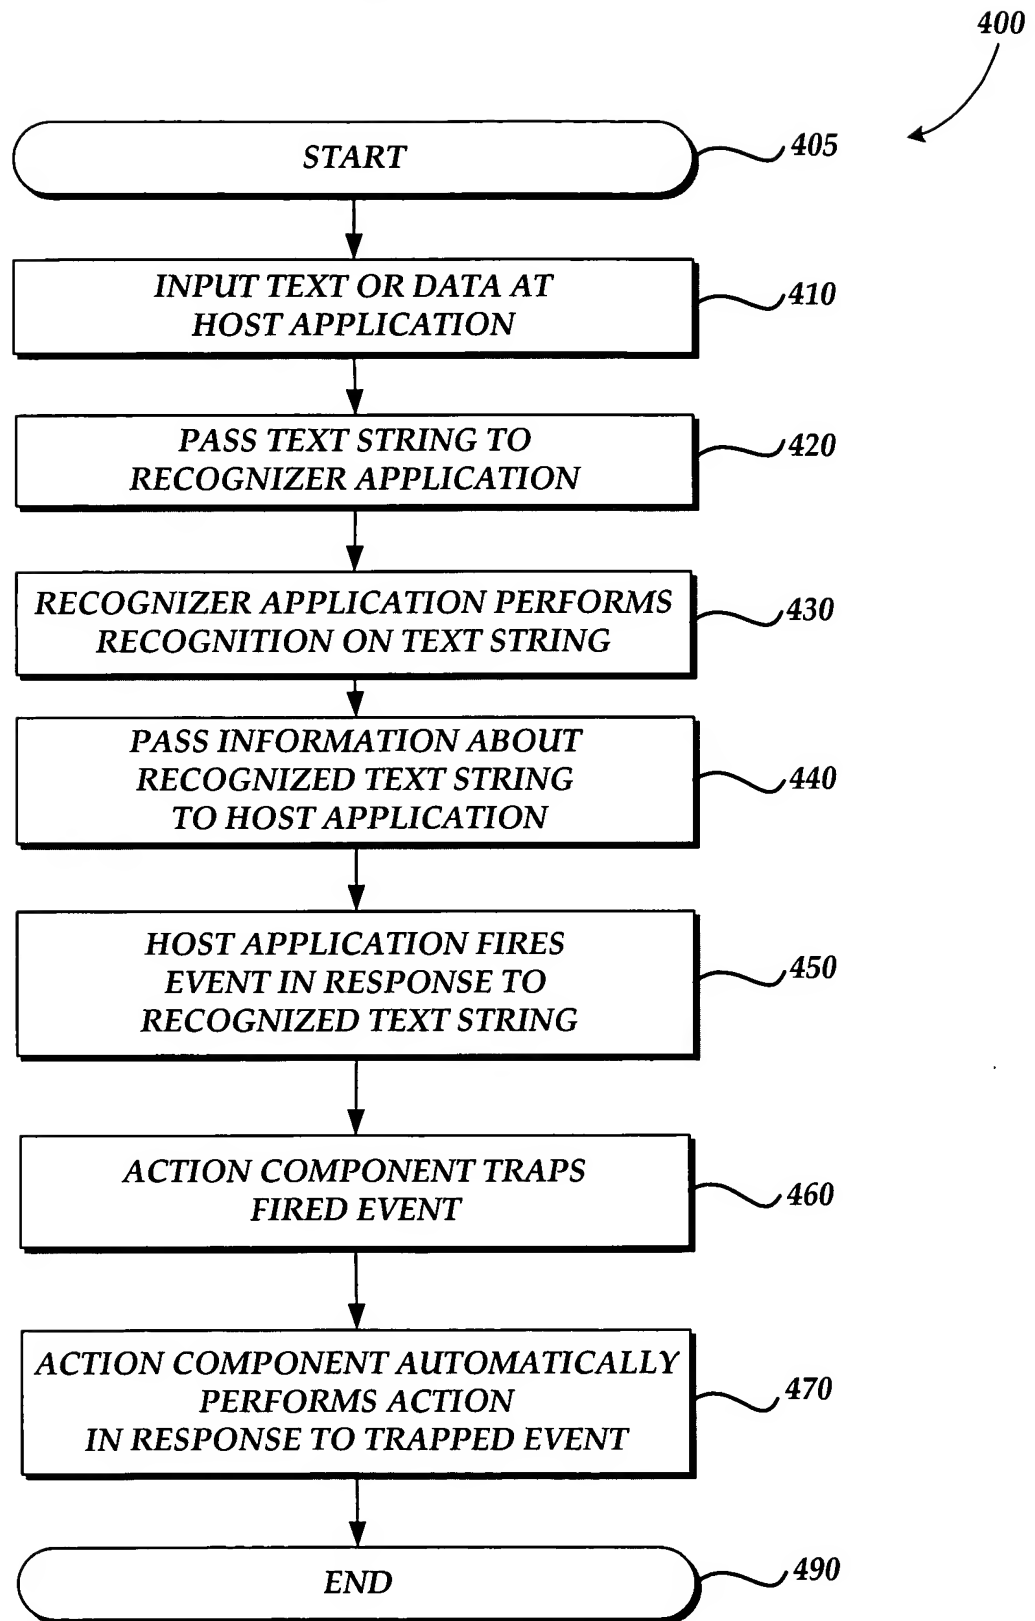 400
START
405
INPUT TEXT OR DATA AT
HOST APPLICATION
410
PASS TEXT STRING TO
RECOGNIZER APPLICATION
420
RECOGNIZER APPLICATION PERFORMS
RECOGNITION ON TEXT STRING
430
PASS INFORMATION ABOUT
RECOGNIZED TEXT STRING
TO HOST APPLICATION
440
HOST APPLICATION FIRES
EVENT IN RESPONSE TO
RECOGNIZED TEXT STRING
450
ACTION COMPONENT TRAPS
FIRED EVENT
460
ACTION COMPONENT AUTOMATICALLY
PERFORMS ACTION
IN RESPONSE TO TRAPPED EVENT
470
END
490